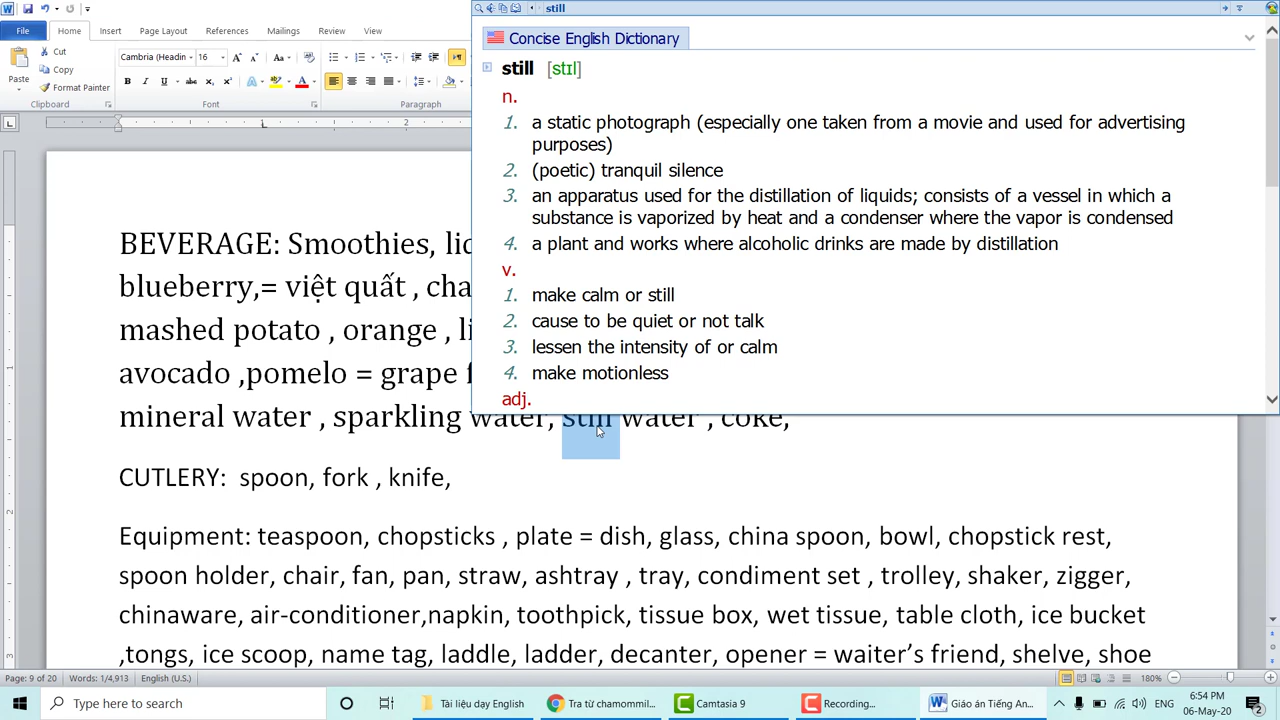 still
File Home Insert Page Layout References Mailings Review View
Concise English Dictionary
Paste Cut Copy Format Painter
Cambria (Headin 16
Clipboard Font Paragraph
still [stɪl]
n.
1. a static photograph (especially one taken from a movie and used for advertising
purposes)
2. (poetic) tranquil silence
3. an apparatus used for the distillation of liquids; consists of a vessel in which a
substance is vaporized by heat and a condenser where the vapor is condensed
4. a plant and works where alcoholic drinks are made by distillation
v.
1. make calm or still
2. cause to be quiet or not talk
3. lessen the intensity of or calm
4. make motionless
adj.
BEVERAGE: Smoothies,
blueberry,= việt quất ,
mashed potato , orange ,
avocado ,pomelo = grape
mineral water , sparkling water, still water , coke,
CUTLERY: spoon, fork , knife,
Equipment: teaspoon, chopsticks , plate = dish, glass, china spoon, bowl, chopstick rest,
spoon holder, chair, fan, pan, straw, ashtray , tray, condiment set , trolley, shaker, zigger,
chinaware, air-conditioner,napkin, toothpick, tissue box, wet tissue, table cloth, ice bucket
,tongs, ice scoop, name tag, laddle, ladder, decanter, opener = waiter’s friend, shelve, shoe
Page: 9 of 20 Words: 1/4,913 English (U.S.) 180%
Type here to search Tài liệu dạy English Tra từ chamommil... Camtasia 9 Recording... Giáo án Tiếng An... 6:54 PM
06-May-20 2